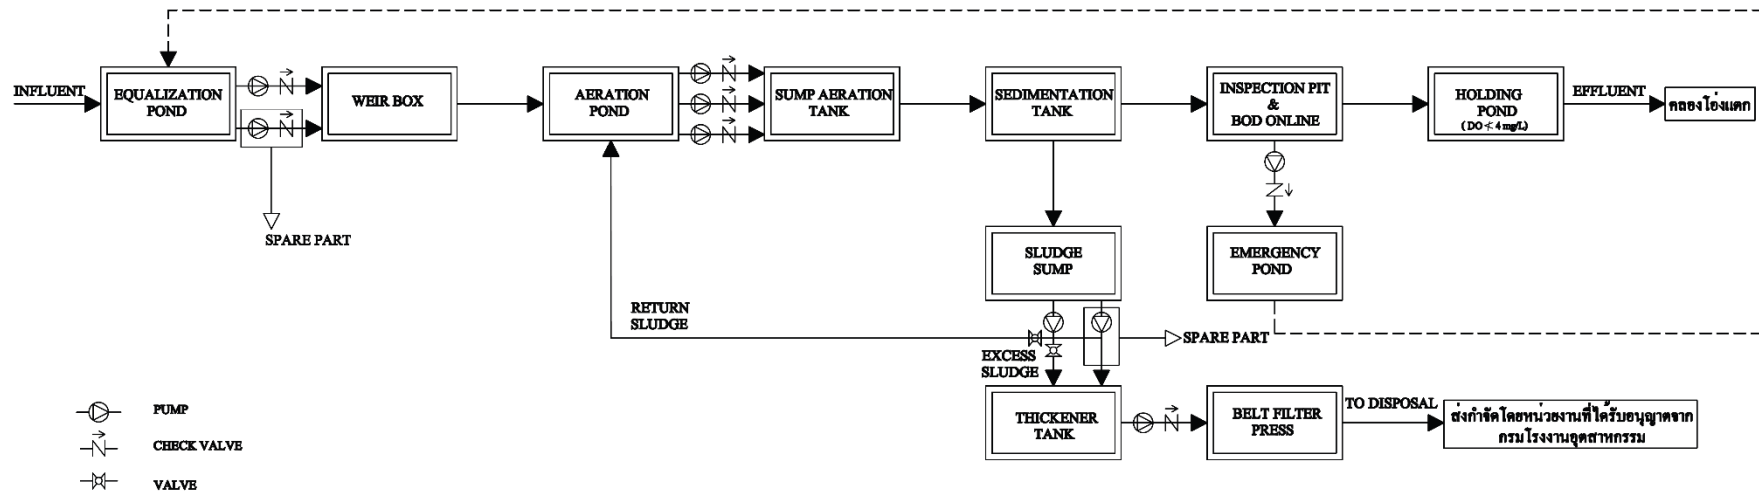 INFLUENT
EQUALIZATION
POND
WEIR BOX
AERATION
POND
SUMP AERATION
TANK
SEDIMENTATION
TANK
INSPECTION PIT
&
BOD ONLINE
HOLDING
POND
( DO ≮ 4 mg/L)
EFFLUENT
คลองโอ่งแตก
SPARE PART
SLUDGE
SUMP
EMERGENCY
POND
RETURN
SLUDGE
SPARE PART
EXCESS
SLUDGE
THICKENER
TANK
BELT FILTER
PRESS
TO DISPOSAL
ส่งกำจัดโดยหน่วยงานที่ได้รับอนุญาตจาก
กรมโรงงานอุตสาหกรรม
PUMP
CHECK VALVE
VALVE